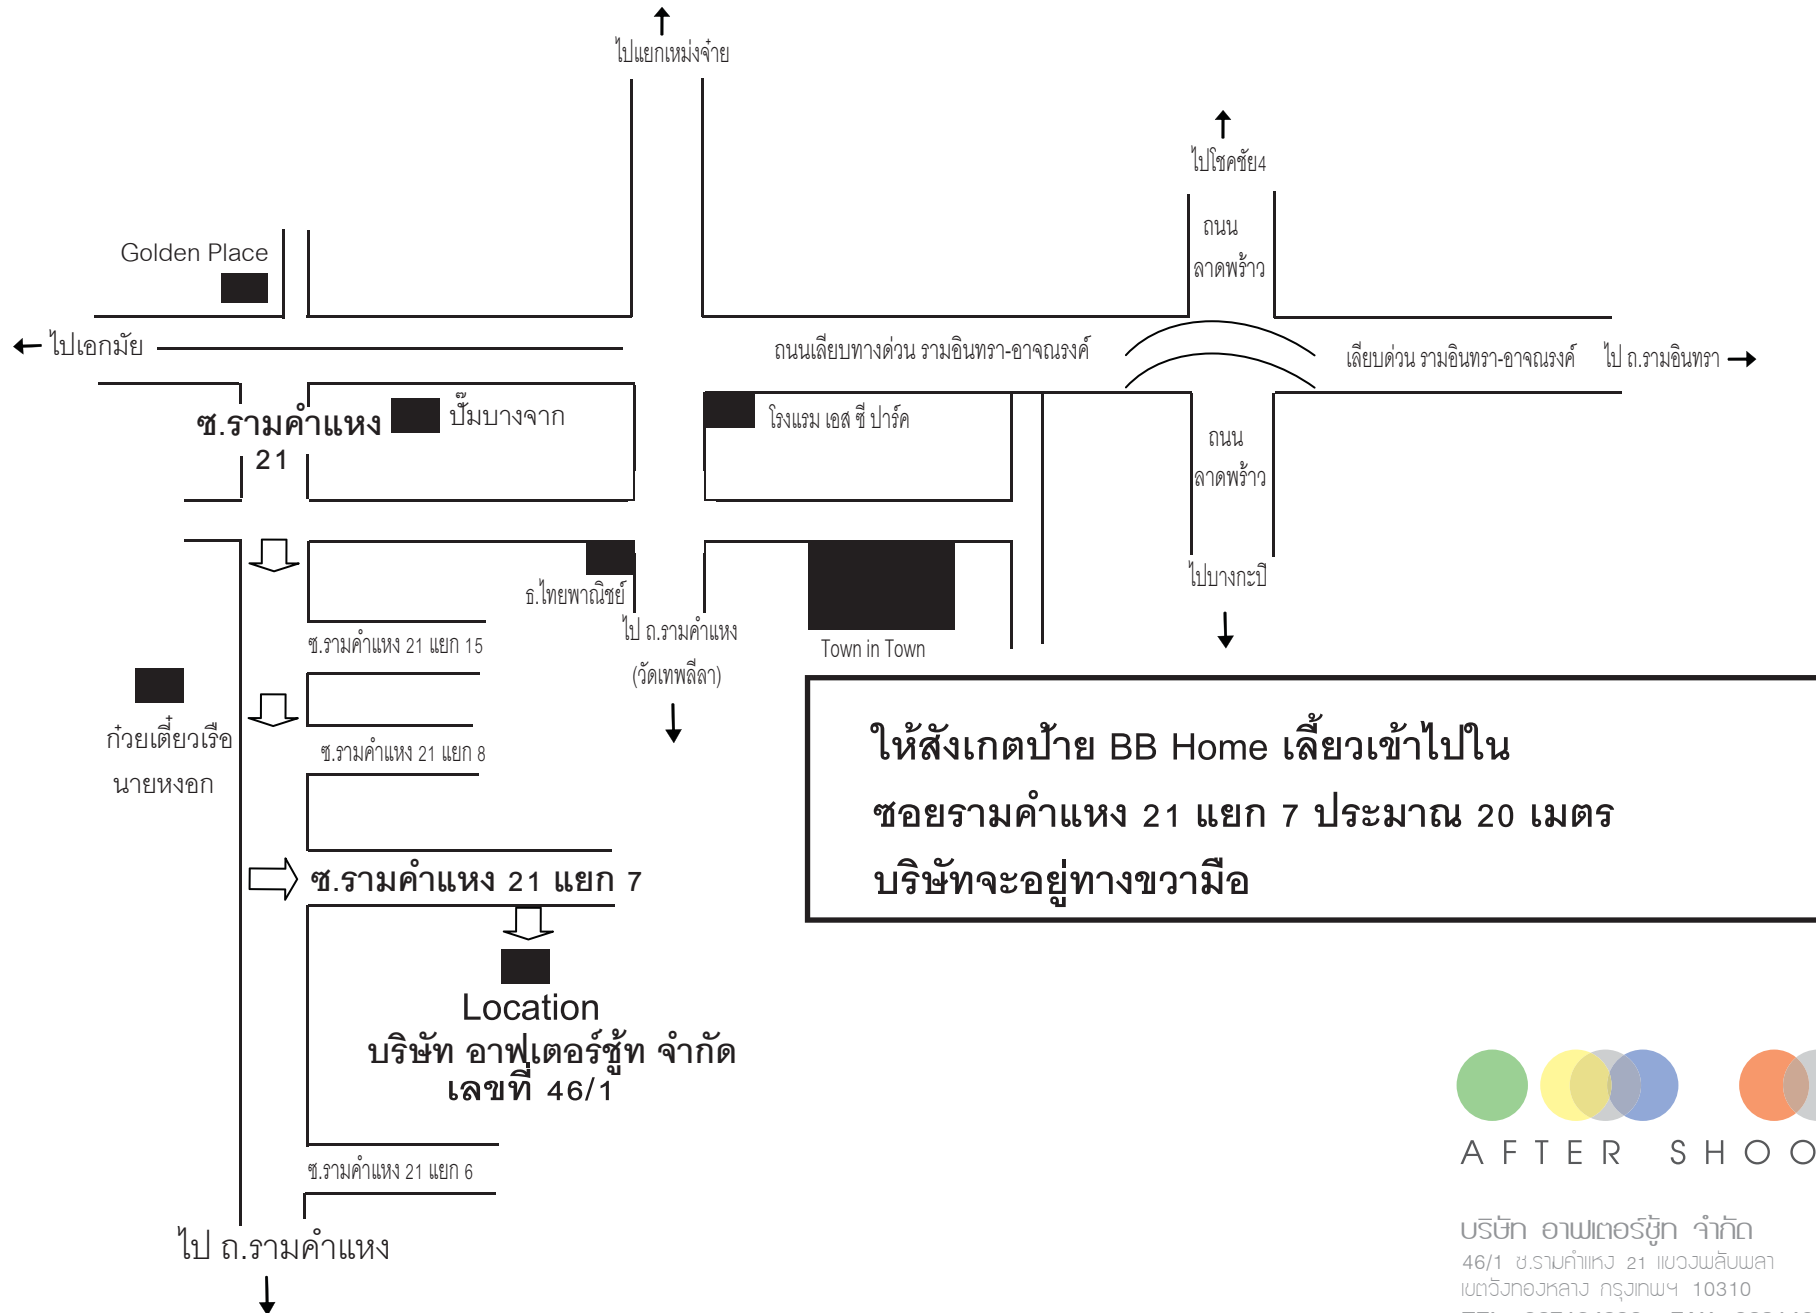 ไปแยกเหม่งจ๋าย
ไปโชคชัย4
ถนน
ลาดพร้าว
Golden Place
ไปเอกมัย
ถนนเลียบทางด่วน รามอินทรา-อาจณรงค์
เลียบด่วน รามอินทรา-อาจณรงค์
ไป ถ.รามอินทรา
ซ.รามคำแหง
21
ปั๊มบางจาก
โรงแรม เอส ซี ปาร์ค
ถนน
ลาดพร้าว
ไปบางกะปิ
ธ.ไทยพาณิชย์
ไป ถ.รามคำแหง
(วัดเทพลีลา)
Town in Town
ซ.รามคำแหง 21 แยก 15
ก๋วยเตี๋ยวเรือ
นายหงอก
ซ.รามคำแหง 21 แยก 8
ให้สังเกตป้าย BB Home เลี้ยวเข้าไปใน
ซอยรามคำแหง 21 แยก 7 ประมาณ 20 เมตร
บริษัทจะอยู่ทางขวามือ
ซ.รามคำแหง 21 แยก 7
Location
บริษัท อาฟเตอร์ชู้ท จำกัด
เลขที่ 46/1
ซ.รามคำแหง 21 แยก 6
ไป ถ.รามคำแหง
AFTER SHOO
บริษัท อาฟเตอร์ชู้ท จำกัด
46/1 ซ.รามคำแหง 21 แขวงพลับพลา
เขตวังทองหลาง กรุงเทพฯ 10310